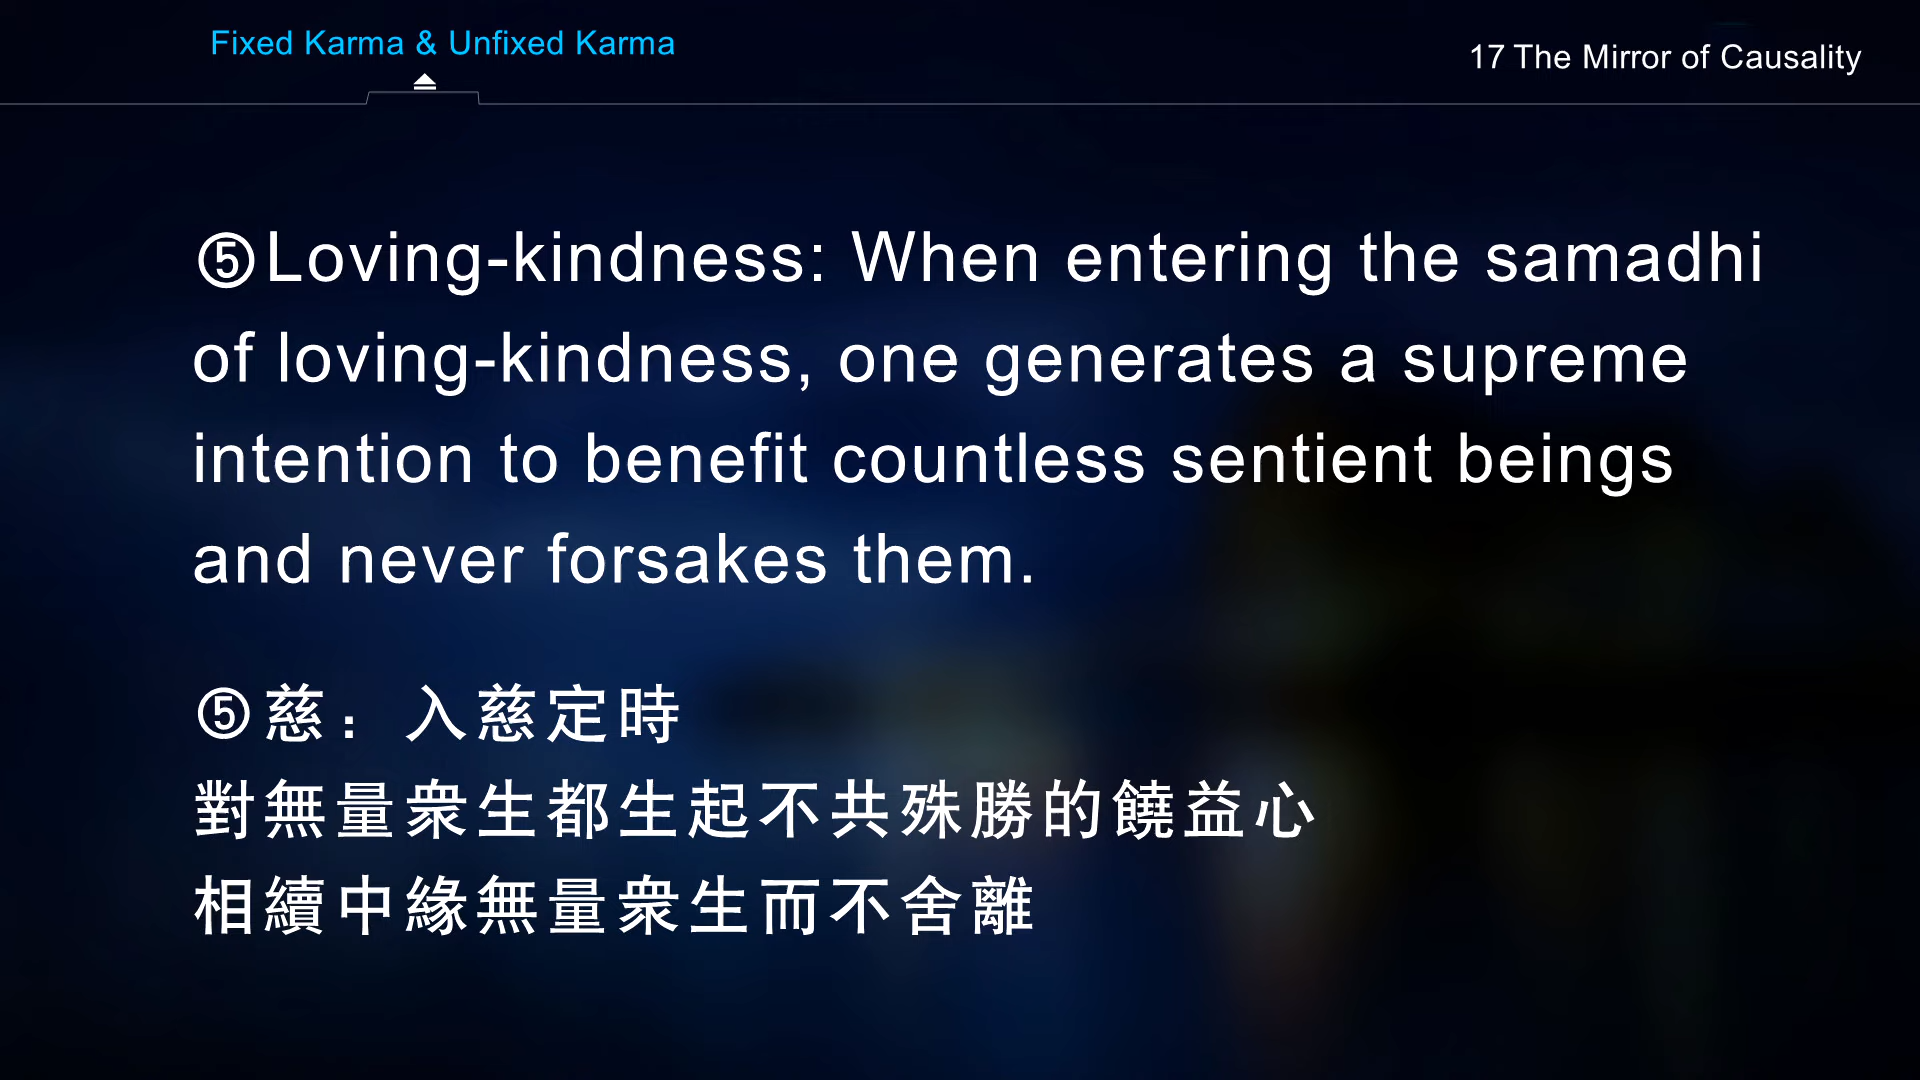 Fixed Karma & Unfixed Karma
17 The Mirror of Causality
⑤Loving-kindness: When entering the samadhi
of loving-kindness, one generates a supreme
intention to benefit countless sentient beings
and never forsakes them.
⑤慈：入慈定時
對無量衆生都生起不共殊勝的饒益心
相續中緣無量衆生而不舍離